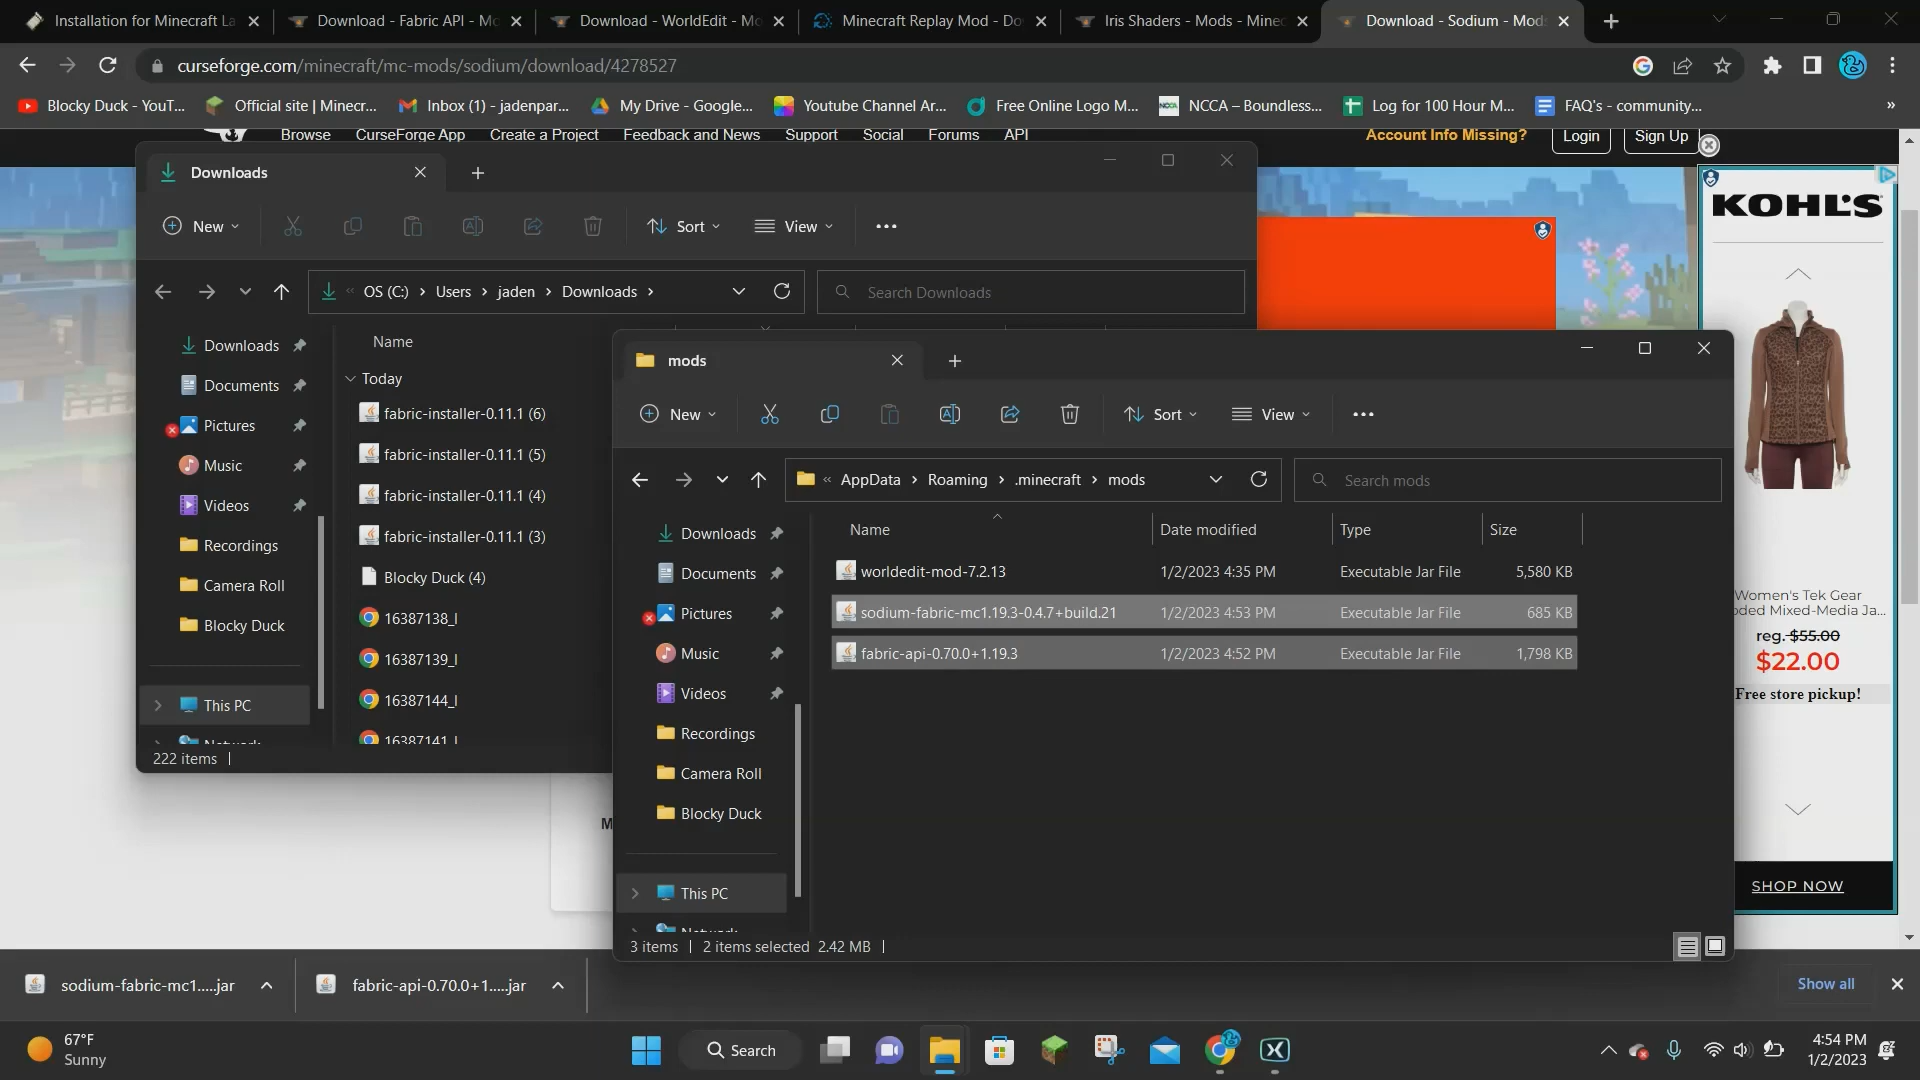 Installation for Minecraft La
Download - Fabric API - Mo
Download - WorldEdit - Mo
Minecraft Replay Mod - Do
Iris Shaders - Mods - Minec
Download - Sodium - Mods
curseforge.com/minecraft/mc-mods/sodium/download/4278527
Blocky Duck - YouT...
Official site | Minecr...
Inbox (1) - jadenpar...
My Drive - Google...
Youtube Channel Ar...
Free Online Logo M...
NCCA
NCCA – Boundless...
Log for 100 Hour M...
FAQ's - community...
»
Browse
CurseForge App
Create a Project
Feedback and News
Support
Social
Forums
API
Account Info Missing?
Login
Sign Up
Downloads
New
Sort
View
OS (C:) › Users › jaden › Downloads ›
Search Downloads
Downloads
Documents
Pictures
Music
Videos
Recordings
Camera Roll
Blocky Duck
This PC
Network
Name
Today
fabric-installer-0.11.1 (6)
fabric-installer-0.11.1 (5)
fabric-installer-0.11.1 (4)
fabric-installer-0.11.1 (3)
Blocky Duck (4)
16387138_l
16387139_l
16387144_l
16387141_l
222 items
mods
New
Sort
View
« AppData › Roaming › .minecraft › mods
Search mods
Downloads
Documents
Pictures
Music
Videos
Recordings
Camera Roll
Blocky Duck
This PC
Network
Name Date modified Type Size
worldedit-mod-7.2.13 1/2/2023 4:35 PM Executable Jar File 5,580 KB
sodium-fabric-mc1.19.3-0.4.7+build.21 1/2/2023 4:53 PM Executable Jar File 685 KB
fabric-api-0.70.0+1.19.3 1/2/2023 4:52 PM Executable Jar File 1,798 KB
3 items | 2 items selected 2.42 MB |
M
KOHL'S
Women's Tek Gear
ded Mixed-Media Ja...
reg. $55.00
$22.00
Free store pickup!
SHOP NOW
sodium-fabric-mc1.....jar
fabric-api-0.70.0+1.....jar
Show all
67°F
Sunny
Search
4:54 PM
1/2/2023